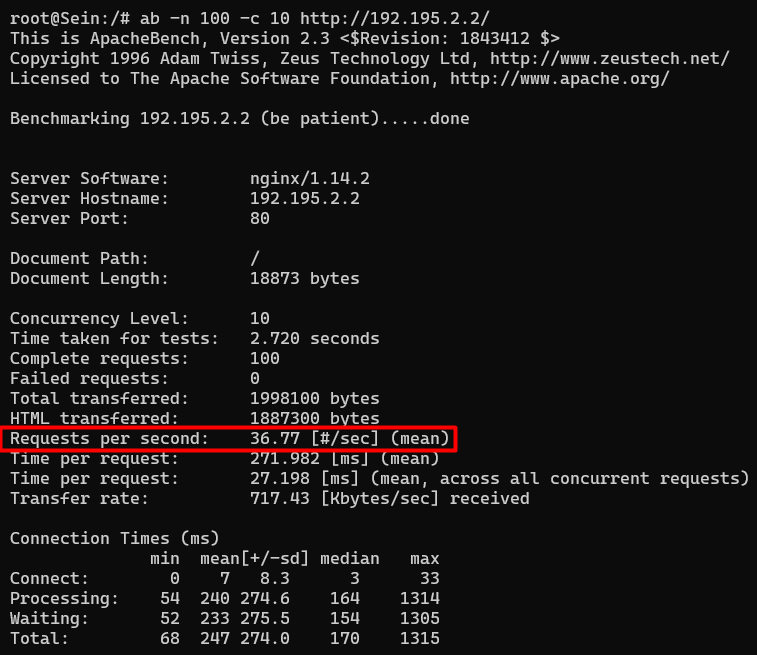 root@Sein:/# ab -n 100 -c 10 http://192.195.2.2/
This is ApacheBench, Version 2.3 <$Revision: 1843412 $>
Copyright 1996 Adam Twiss, Zeus Technology Ltd, http://www.zeustech.net/
Licensed to The Apache Software Foundation, http://www.apache.org/
Benchmarking 192.195.2.2 (be patient).....done
Server Software:        nginx/1.14.2
Server Hostname:        192.195.2.2
Server Port:            80
Document Path:          /
Document Length:        18873 bytes
Concurrency Level:      10
Time taken for tests:   2.720 seconds
Complete requests:      100
Failed requests:        0
Total transferred:      1998100 bytes
HTML transferred:       1887300 bytes
Requests per second:    36.77 [#/sec] (mean)
Time per request:       271.982 [ms] (mean)
Time per request:       27.198 [ms] (mean, across all concurrent requests)
Transfer rate:          717.43 [Kbytes/sec] received
Connection Times (ms)
              min  mean[+/-sd] median   max
Connect:        0    7   8.3      3      33
Processing:    54  240 274.6    164    1314
Waiting:       52  233 275.5    154    1305
Total:         68  247 274.0    170    1315